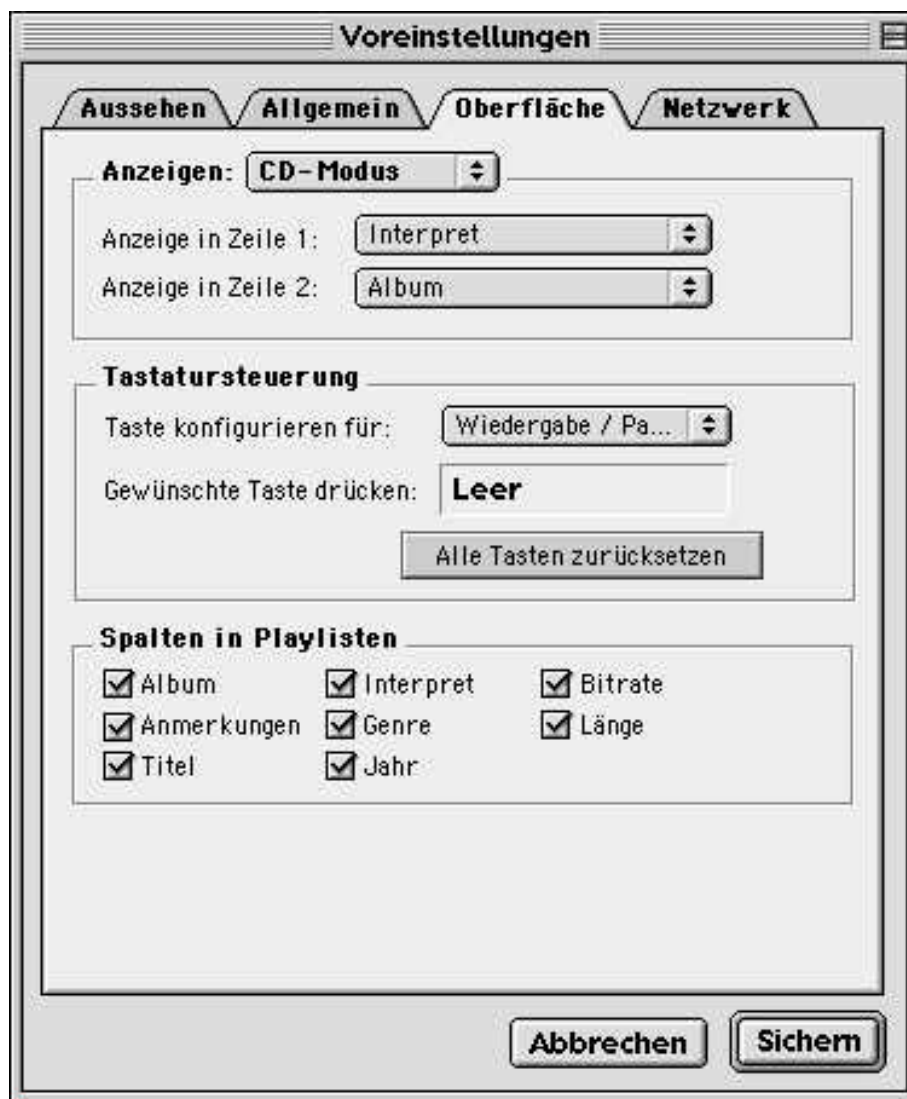 Voreinstellungen
Aussehen Allgemein Oberfläche Netzwerk
Anzeigen: CD-Modus
Anzeige in Zeile 1: Interpret
Anzeige in Zeile 2: Album
Tastatursteuerung
Taste konfigurieren für: Wiedergabe / Pa...
Gewünschte Taste drücken: Leer
Alle Tasten zurücksetzen
Spalten in Playlisten
Album Interpret Bitrate
Anmerkungen Genre Länge
Titel Jahr
Abbrechen Sichern